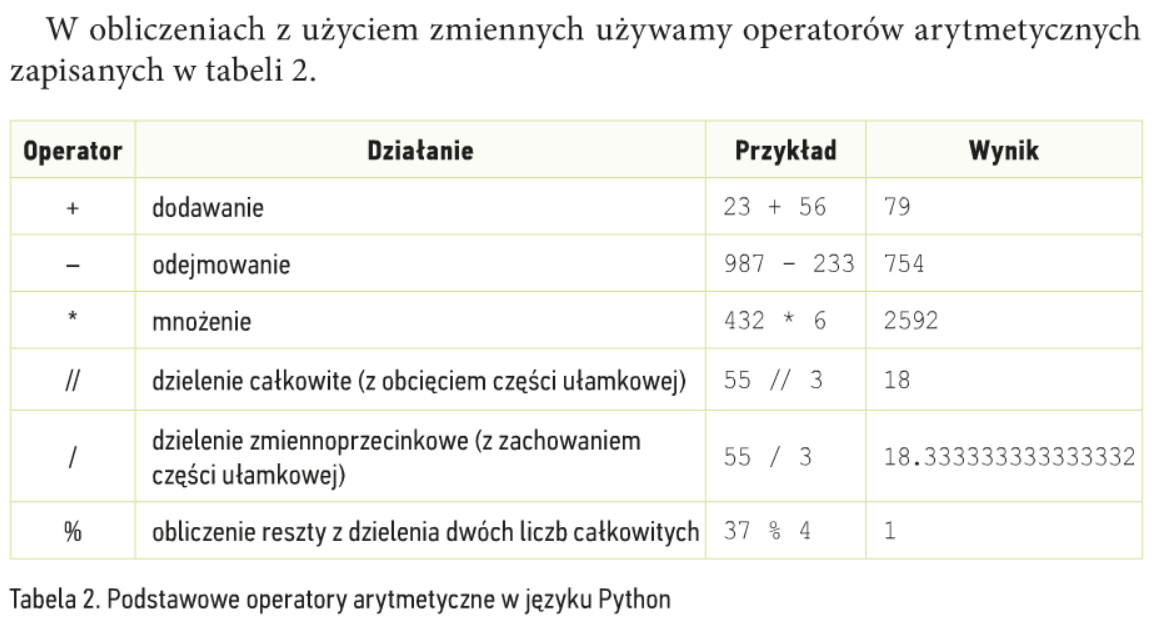 W obliczeniach z użyciem zmiennych używamy operatorów arytmetycznych
zapisanych w tabeli 2.
Operator Działanie Przykład Wynik
+ dodawanie 23 + 56 79
– odejmowanie 987 - 233 754
* mnożenie 432 * 6 2592
// dzielenie całkowite (z obcięciem części ułamkowej) 55 // 3 18
/ dzielenie zmiennoprzecinkowe (z zachowaniem
części ułamkowej) 55 / 3 18.333333333333332
% obliczenie reszty z dzielenia dwóch liczb całkowitych 37 % 4 1
Tabela 2. Podstawowe operatory arytmetyczne w języku Python